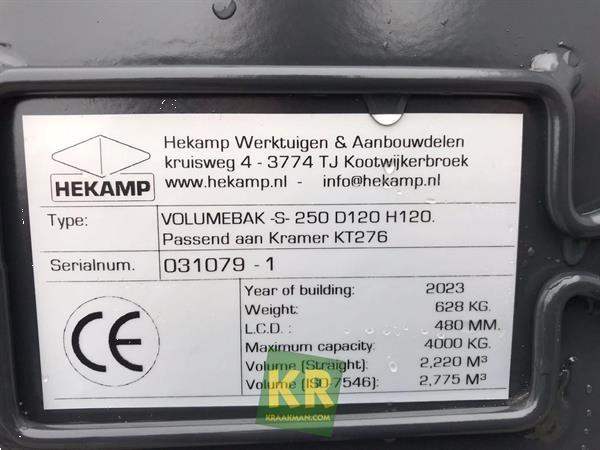 Hekamp Werktuigen & Aanbouwdelen
kruisweg 4 - 3774 TJ Kootwijkerbroek
www.hekamp.nl - info@hekamp.nl
HEKAMP
Type: VOLUMEBAK -S- 250 D120 H120.
Passend aan Kramer KT276
Serialnum. 031079 - 1
CE
Year of building: 2023
Weight: 628 KG.
L.C.D. : 480 MM.
Maximum capacity: 4000 KG.
Volume (Straight): 2,220 M³
Volume (ISO-7546): 2,775 M³
KR
KRAAKMAN.COM